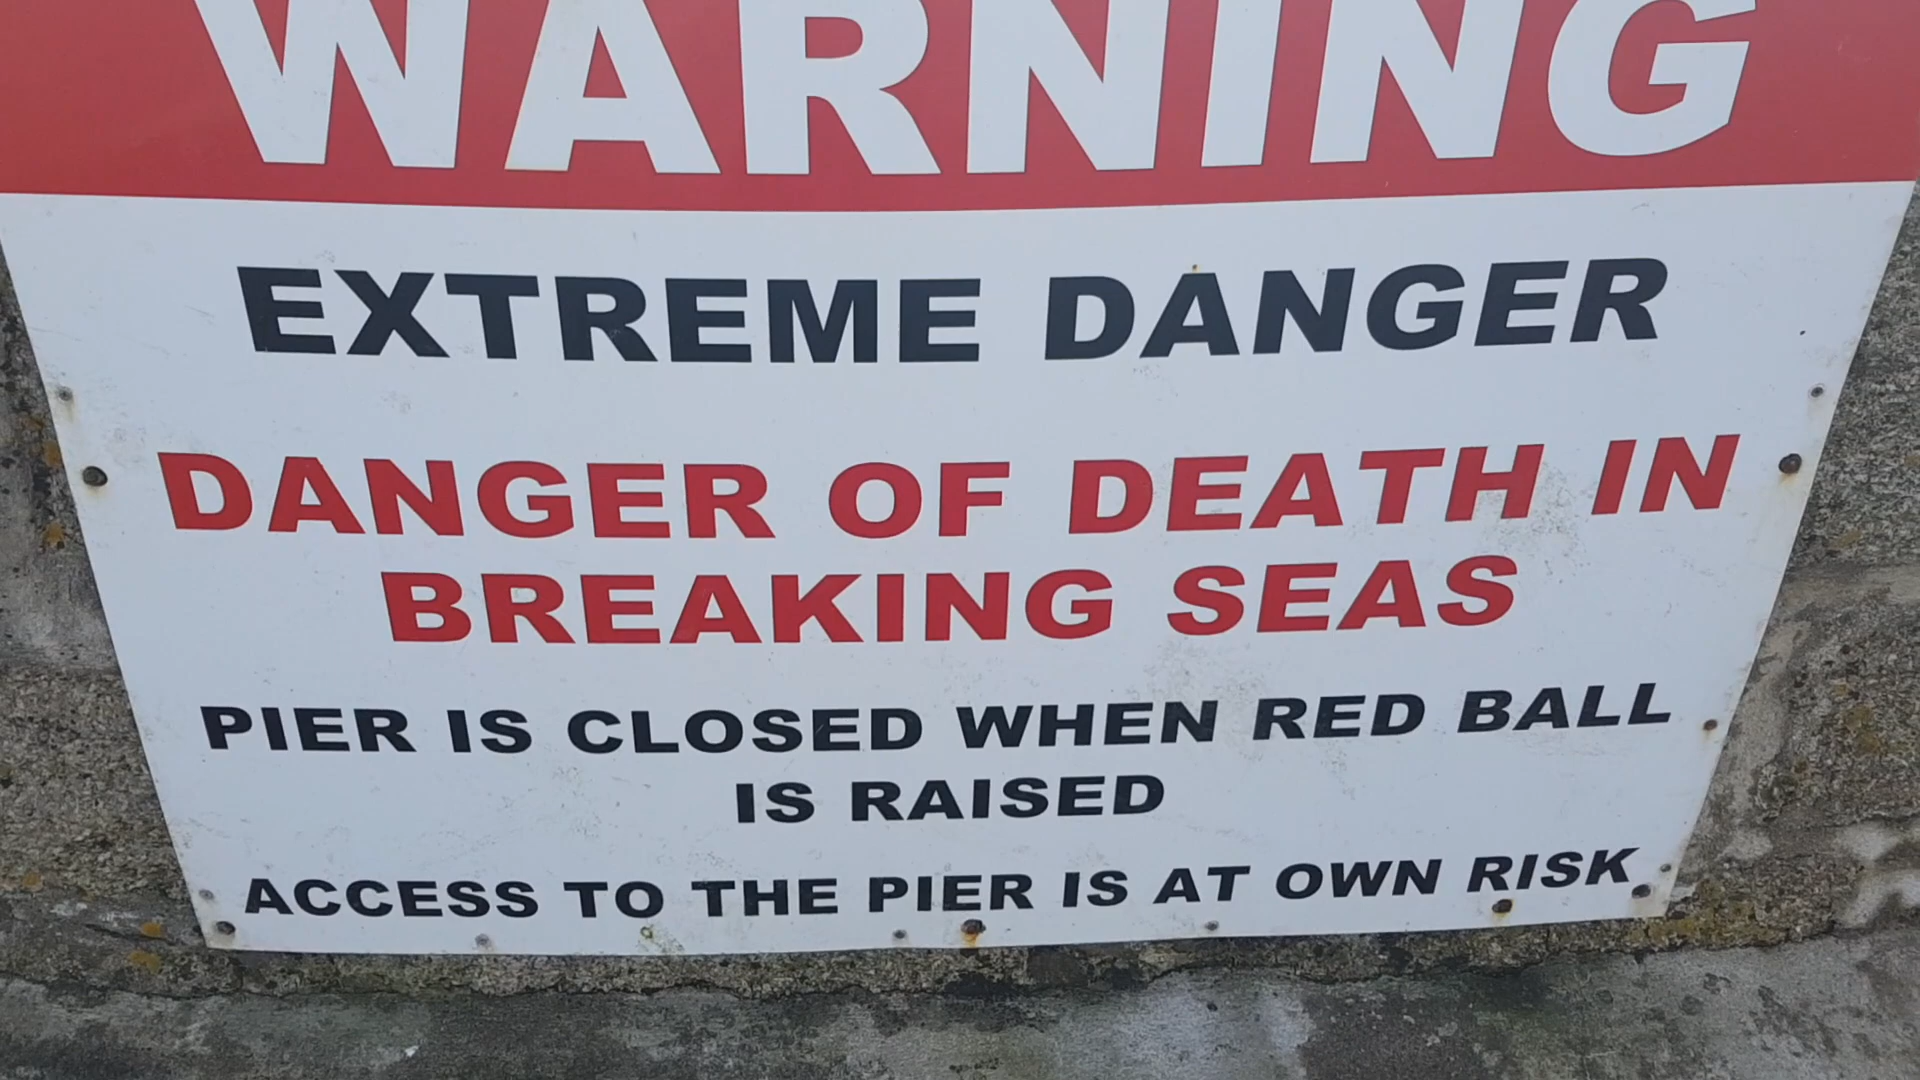 WARNING
EXTREME DANGER
DANGER OF DEATH IN
BREAKING SEAS
PIER IS CLOSED WHEN RED BALL
IS RAISED
ACCESS TO THE PIER IS AT OWN RISK